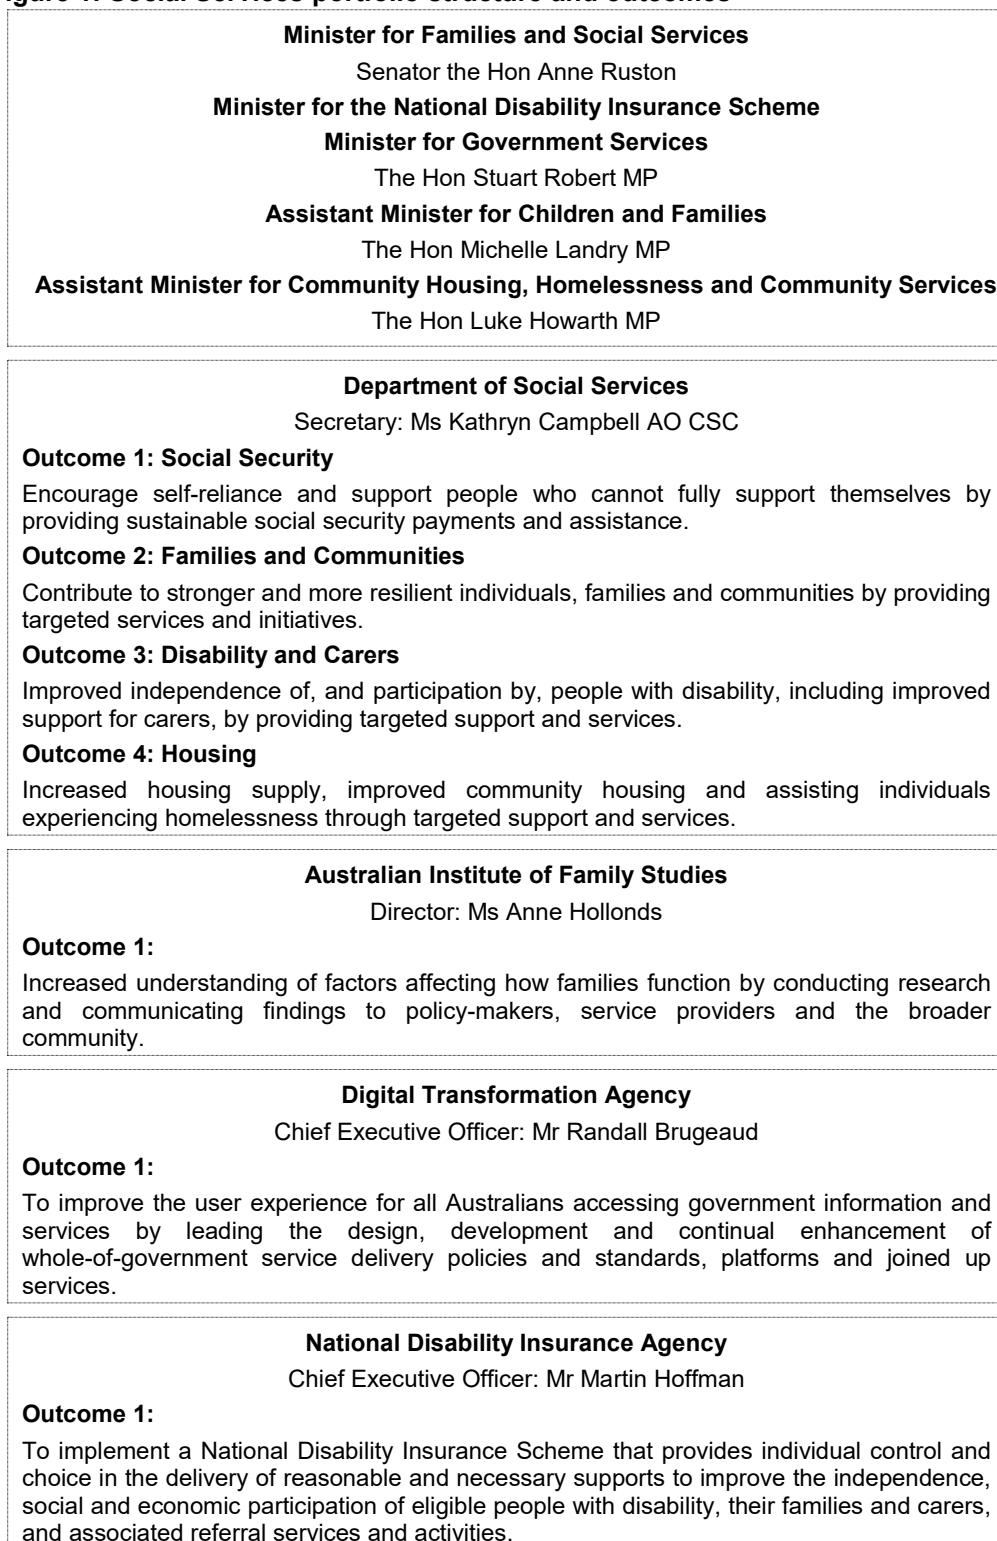 igure 1: Social Services portfolio structure and outcomes
Minister for Families and Social Services
Senator the Hon Anne Ruston
Minister for the National Disability Insurance Scheme
Minister for Government Services
The Hon Stuart Robert MP
Assistant Minister for Children and Families
The Hon Michelle Landry MP
Assistant Minister for Community Housing, Homelessness and Community Services
The Hon Luke Howarth MP
Department of Social Services
Secretary: Ms Kathryn Campbell AO CSC
Outcome 1: Social Security
Encourage self-reliance and support people who cannot fully support themselves by
providing sustainable social security payments and assistance.
Outcome 2: Families and Communities
Contribute to stronger and more resilient individuals, families and communities by providing
targeted services and initiatives.
Outcome 3: Disability and Carers
Improved independence of, and participation by, people with disability, including improved
support for carers, by providing targeted support and services.
Outcome 4: Housing
Increased housing supply, improved community housing and assisting individuals
experiencing homelessness through targeted support and services.
Australian Institute of Family Studies
Director: Ms Anne Hollonds
Outcome 1:
Increased understanding of factors affecting how families function by conducting research
and communicating findings to policy-makers, service providers and the broader
community.
Digital Transformation Agency
Chief Executive Officer: Mr Randall Brugeaud
Outcome 1:
To improve the user experience for all Australians accessing government information and
services by leading the design, development and continual enhancement of
whole-of-government service delivery policies and standards, platforms and joined up
services.
National Disability Insurance Agency
Chief Executive Officer: Mr Martin Hoffman
Outcome 1:
To implement a National Disability Insurance Scheme that provides individual control and
choice in the delivery of reasonable and necessary supports to improve the independence,
social and economic participation of eligible people with disability, their families and carers,
and associated referral services and activities.